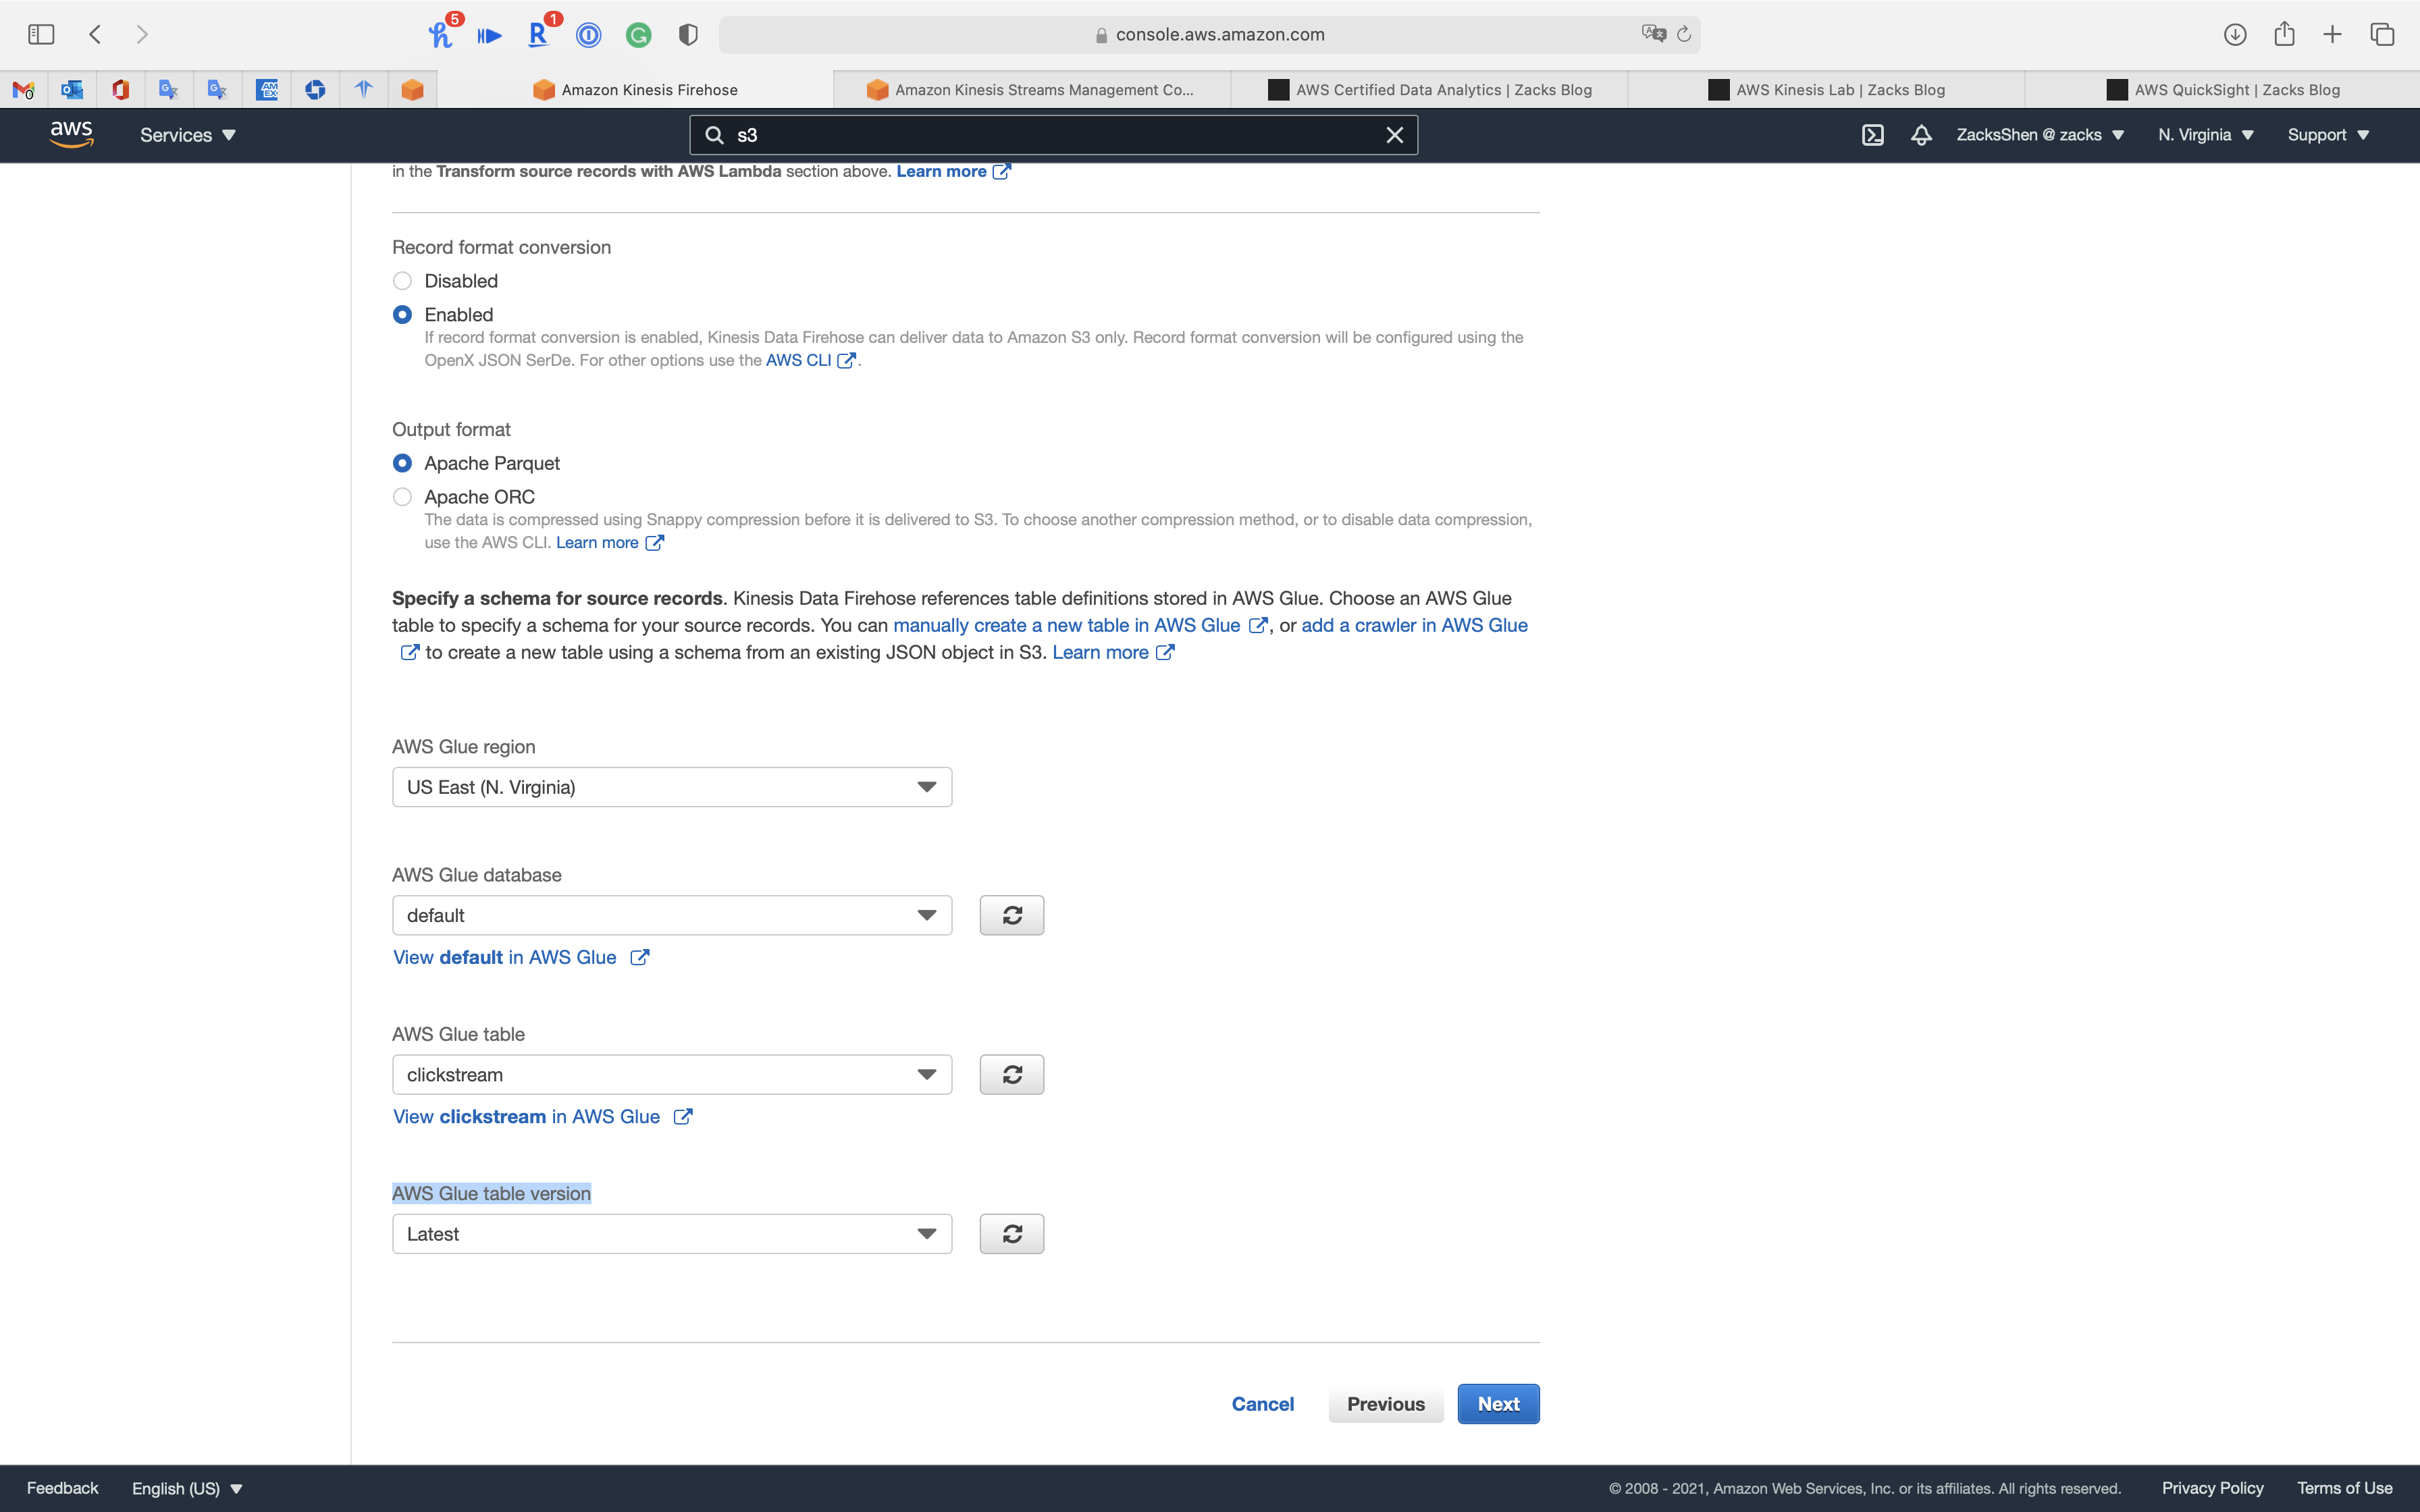 5
1
console.aws.amazon.com
0
AM
EX
Amazon Kinesis Firehose
Amazon Kinesis Streams Management Co...
AWS Certified Data Analytics | Zacks Blog
AWS Kinesis Lab | Zacks Blog
AWS QuickSight | Zacks Blog
aws
Services
s3
ZacksShen @ zacks
N. Virginia
Support
in the Transform source records with AWS Lambda section above. Learn more
Record format conversion
Disabled
Enabled
If record format conversion is enabled, Kinesis Data Firehose can deliver data to Amazon S3 only. Record format conversion will be configured using the
OpenX JSON SerDe. For other options use the AWS CLI .
Output format
Apache Parquet
Apache ORC
The data is compressed using Snappy compression before it is delivered to S3. To choose another compression method, or to disable data compression,
use the AWS CLI. Learn more
Specify a schema for source records. Kinesis Data Firehose references table definitions stored in AWS Glue. Choose an AWS Glue
table to specify a schema for your source records. You can manually create a new table in AWS Glue , or add a crawler in AWS Glue
to create a new table using a schema from an existing JSON object in S3. Learn more
AWS Glue region
US East (N. Virginia)
AWS Glue database
default
View default in AWS Glue
AWS Glue table
clickstream
View clickstream in AWS Glue
AWS Glue table version
Latest
Cancel
Previous
Next
Feedback
English (US)
© 2008 - 2021, Amazon Web Services, Inc. or its affiliates. All rights reserved.
Privacy Policy
Terms of Use